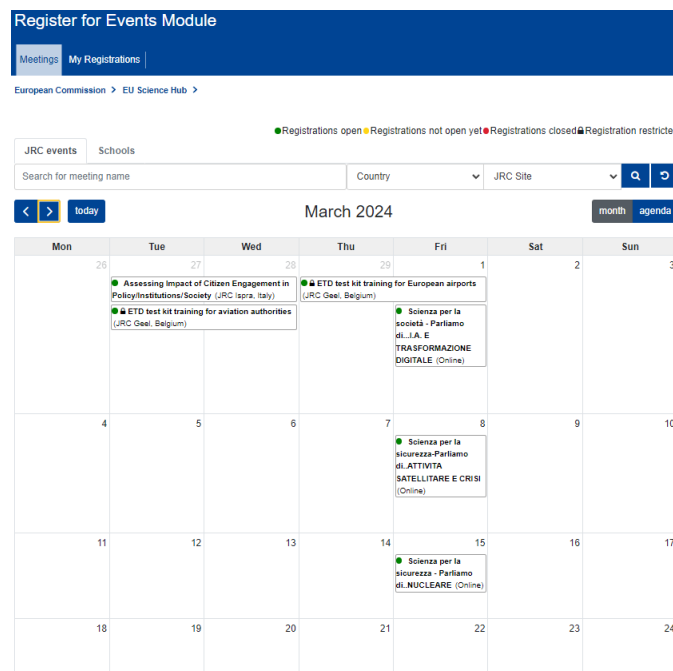 Register for Events Module
Meetings My Registrations
European Commission > EU Science Hub >
Registrations open Registrations not open yet Registrations closed Registration restricte
JRC events Schools
Search for meeting name Country JRC Site
< > today March 2024 month agenda
Mon Tue Wed Thu Fri Sat Sun
26 27 28 29 1 2 3
Assessing Impact of Citizen Engagement in
Policy/Institutions/Society (JRC Ispra, Italy)
ETD test kit training for European airports
(JRC Geel, Belgium)
ETD test kit training for aviation authorities
(JRC Geel, Belgium)
Scienza per la
società - Parliamo
di...I.A. E
TRASFORMAZIONE
DIGITALE (Online)
4 5 6 7 8 9 10
Scienza per la
sicurezza-Parliamo
di..ATTIVITA
SATELLITARE E CRISI
(Online)
11 12 13 14 15 16 17
Scienza per la
sicurezza - Parliamo
di..NUCLEARE (Online)
18 19 20 21 22 23 24